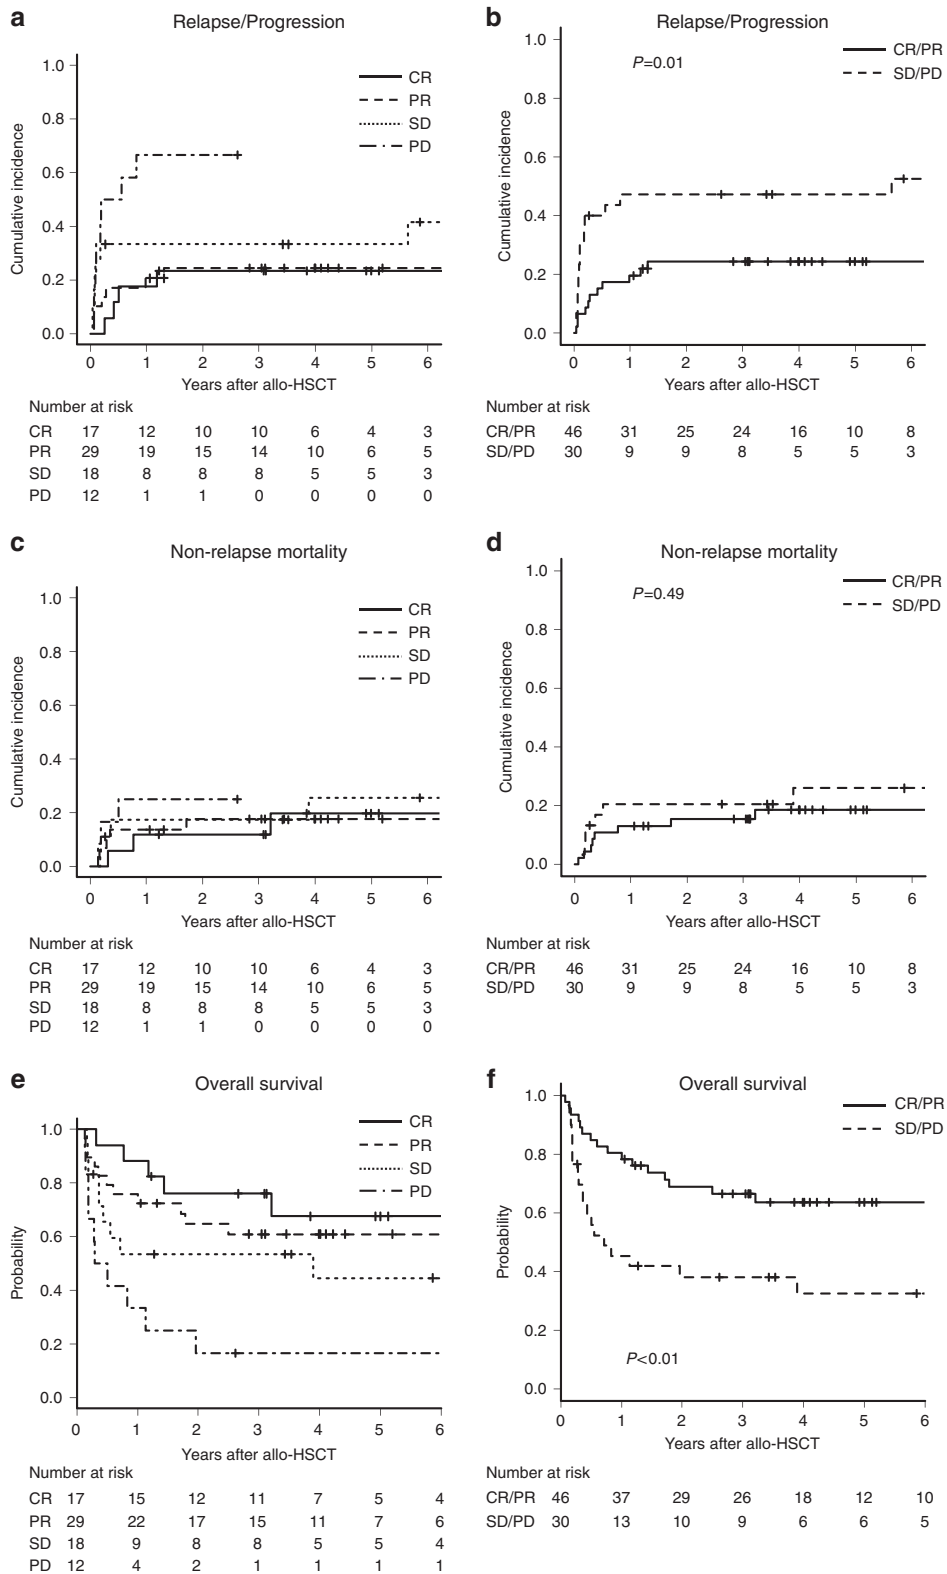 a
Relapse/Progression
Cumulative incidence
1.0
0.8
0.6
0.4
0.2
0.0
CR
PR
SD
PD
0 1 2 3 4 5 6
Years after allo-HSCT
Number at risk
CR 17 12 10 10 6 4 3
PR 29 19 15 14 10 6 5
SD 18 8 8 8 5 5 3
PD 12 1 1 0 0 0 0
b
Relapse/Progression
Cumulative incidence
1.0
0.8
0.6
0.4
0.2
0.0
P=0.01
CR/PR
SD/PD
0 1 2 3 4 5 6
Years after allo-HSCT
Number at risk
CR/PR 46 31 25 24 16 10 8
SD/PD 30 9 9 8 5 5 3
c
Non-relapse mortality
Cumulative incidence
1.0
0.8
0.6
0.4
0.2
0.0
CR
PR
SD
PD
0 1 2 3 4 5 6
Years after allo-HSCT
Number at risk
CR 17 12 10 10 6 4 3
PR 29 19 15 14 10 6 5
SD 18 8 8 8 5 5 3
PD 12 1 1 0 0 0 0
d
Non-relapse mortality
Cumulative incidence
1.0
0.8
0.6
0.4
0.2
0.0
P=0.49
CR/PR
SD/PD
0 1 2 3 4 5 6
Years after allo-HSCT
Number at risk
CR/PR 46 31 25 24 16 10 8
SD/PD 30 9 9 8 5 5 3
e
Overall survival
Probability
1.0
0.8
0.6
0.4
0.2
0.0
CR
PR
SD
PD
0 1 2 3 4 5 6
Years after allo-HSCT
Number at risk
CR 17 15 12 11 7 5 4
PR 29 22 17 15 11 7 6
SD 18 9 8 8 5 5 4
PD 12 4 2 1 1 1 1
f
Overall survival
Probability
1.0
0.8
0.6
0.4
0.2
0.0
CR/PR
SD/PD
P<0.01
0 1 2 3 4 5 6
Years after allo-HSCT
Number at risk
CR/PR 46 37 29 26 18 12 10
SD/PD 30 13 10 9 6 6 5